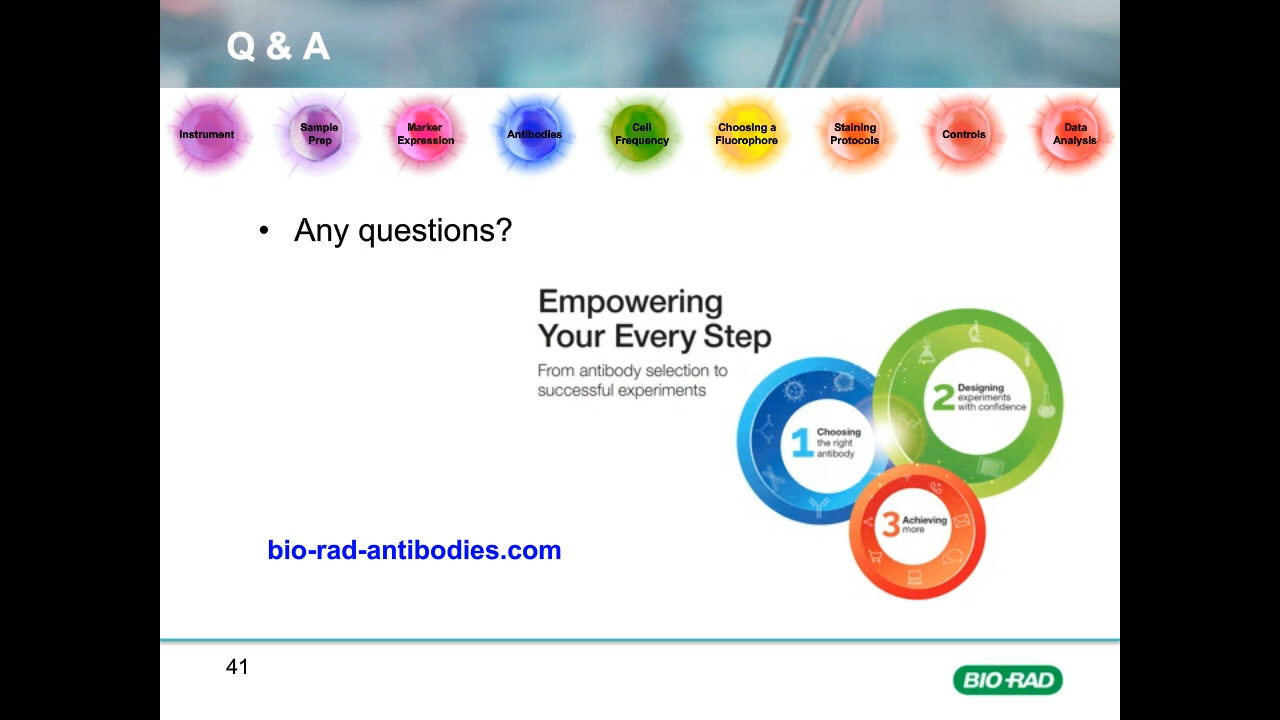 Q & A
Instrument
Sample
Prep
Marker
Expression
Antibodies
Cell
Frequency
Choosing a
Fluorophore
Staining
Protocols
Controls
Data
Analysis
• Any questions?
Empowering
Your Every Step
From antibody selection to
successful experiments
1 Choosing
the right
antibody
2 Designing
experiments
with confidence
3 Achieving
more
bio-rad-antibodies.com
41
BIO-RAD